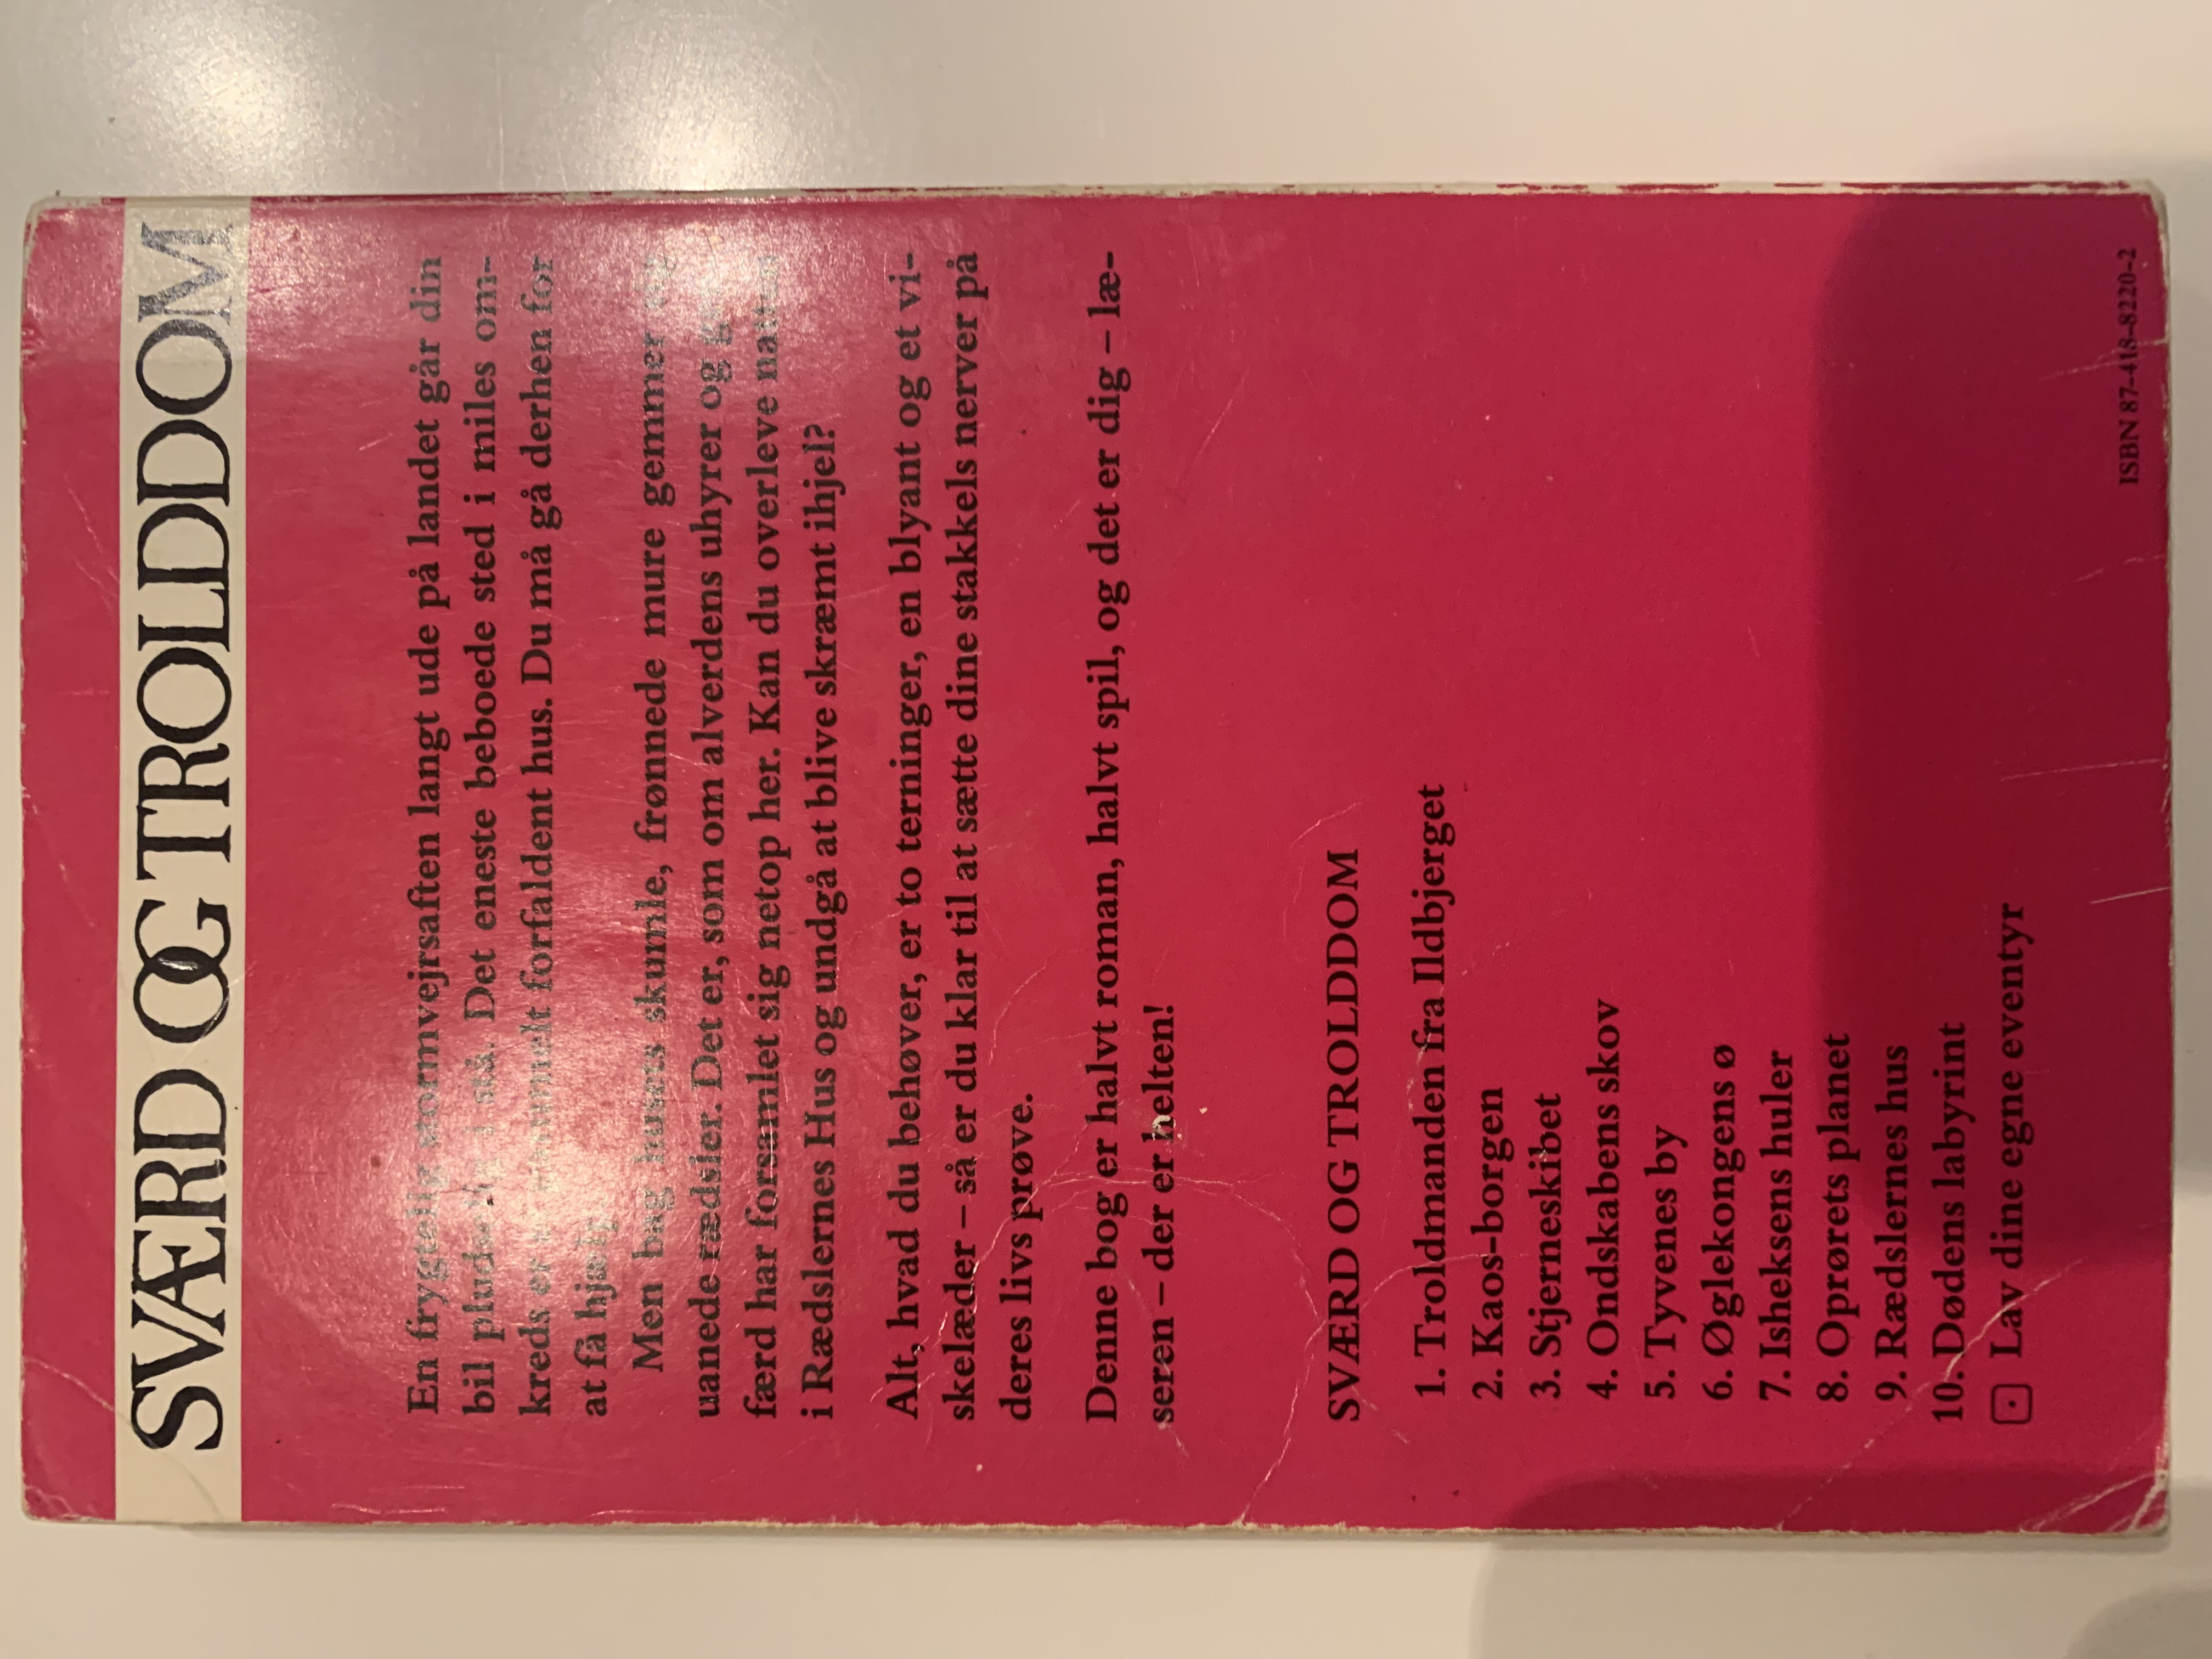 SVÆRD OG TROLDDOM
En frygtelig stormvejrsaften langt ude på landet går din
bil pludselig i stå. Det eneste beboede sted i miles om-
kreds er et gammelt forfaldent hus. Du må gå derhen for
at få hjælp.
Men bag husets skumle, frønnede mure gemmer sig
uanede rædsler. Det er, som om alverdens uhyrer og
færd har forsamlet sig netop her. Kan du overleve natten
i Rædslernes Hus og undgå at blive skræmt ihjel?
Alt, hvad du behøver, er to terninger, en blyant og et vi-
skelæder – så er du klar til at sætte dine stakkels nerver på
deres livs prøve.
Denne bog er halvt roman, halvt spil, og det er dig – læ-
seren – der er helten!
SVÆRD OG TROLDDOM
1. Troldmanden fra Ildbjerget
2. Kaos-borgen
3. Stjerneskibet
4. Ondskabens skov
5. Tyvenes by
6. Øglekongens ø
7. Isheksens huler
8. Oprørets planet
9. Rædslernes hus
10. Dødens labyrint
Lav dine egne eventyr
ISBN 87-418-8220-2